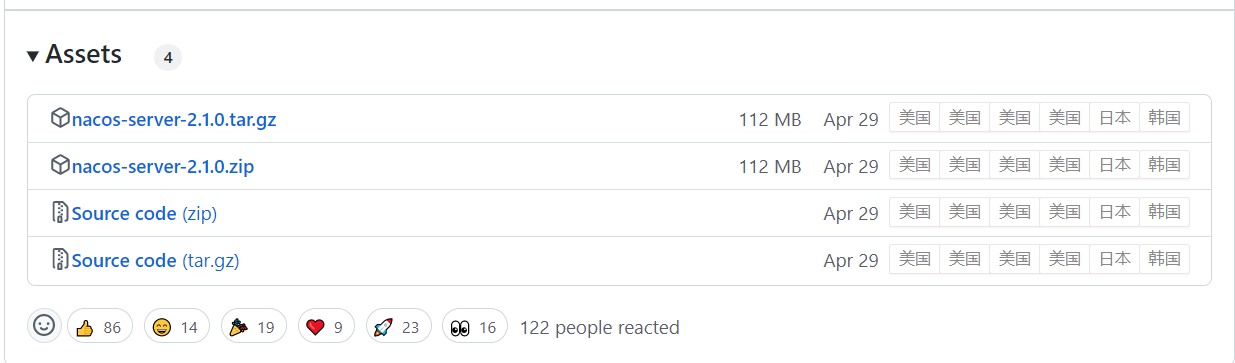 Assets 4
nacos-server-2.1.0.tar.gz 112 MB Apr 29 美国 美国 美国 美国 日本 韩国
nacos-server-2.1.0.zip 112 MB Apr 29 美国 美国 美国 美国 日本 韩国
Source code (zip) Apr 29 美国 美国 美国 美国 日本 韩国
Source code (tar.gz) Apr 29 美国 美国 美国 美国 日本 韩国
86 14 19 9 23 16 122 people reacted